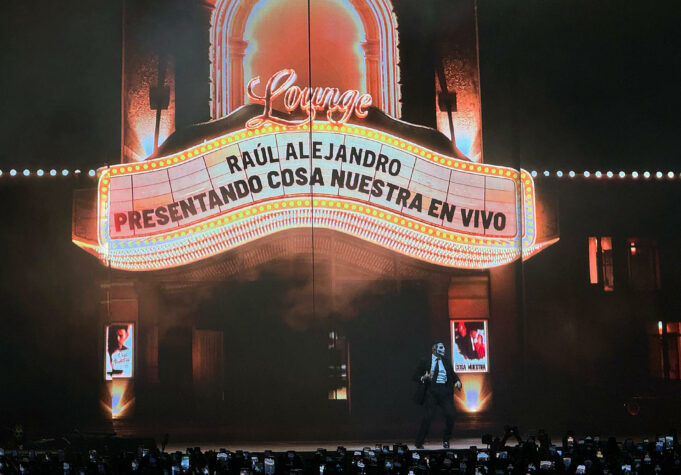 Lounge
RAÚL ALEJANDRO
PRESENTANDO COSA NUESTRA EN VIVO
COSA NUESTRA